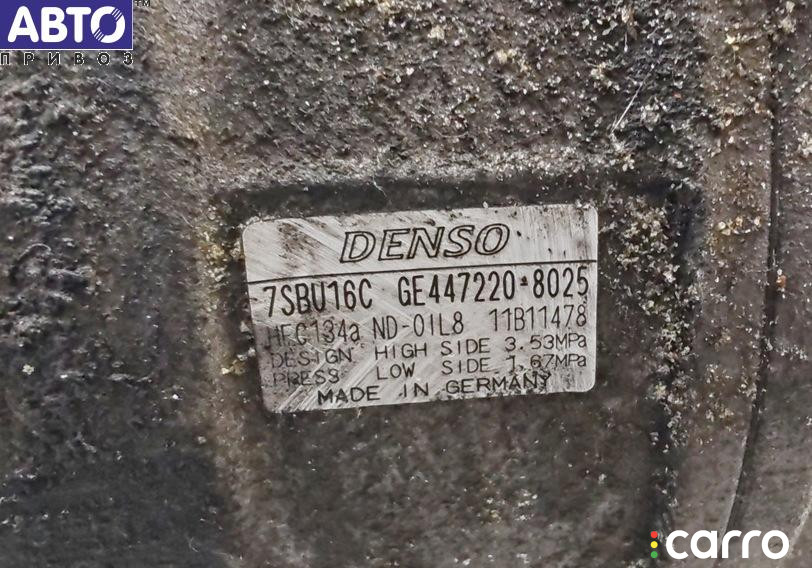 АВТО™
ПРИВОЗ
DENSO
7SBU16C GE447220-8025
HFC134a ND-OIL8 11B11478
DESIGN HIGH SIDE 3.53MPa
PRESS LOW SIDE 1.67MPa
MADE IN GERMANY
carro